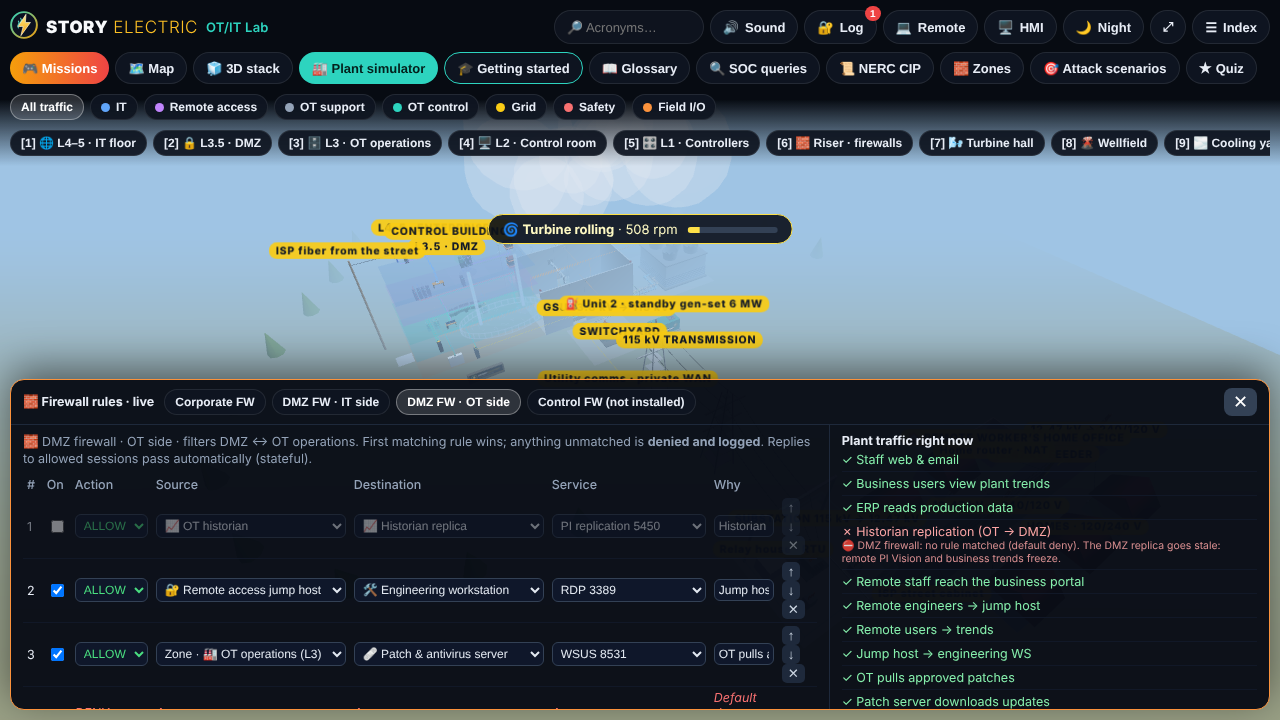 STORY ELECTRIC OT/IT Lab
Acronyms…
Sound
Log
1
Remote
HMI
Night
Index
Missions
Map
3D stack
Plant simulator
Getting started
Glossary
SOC queries
NERC CIP
Zones
Attack scenarios
Quiz
All traffic
IT
Remote access
OT support
OT control
Grid
Safety
Field I/O
[1] L4–5 · IT floor
[2] L3.5 · DMZ
[3] L3 · OT operations
[4] L2 · Control room
[5] L1 · Controllers
[6] Riser · firewalls
[7] Turbine hall
[8] Wellfield
[9] Cooling ya
Turbine rolling · 508 rpm
CONTROL BUILDIN
3.5 · DMZ
ISP fiber from the street
GS
Unit 2 · standby gen-set 6 MW
SWITCHYARD
115 kV TRANSMISSION
Utility comms · private WAN
Firewall rules · live
Corporate FW
DMZ FW · IT side
DMZ FW · OT side
Control FW (not installed)
✕
DMZ firewall · OT side · filters DMZ ↔ OT operations. First matching rule wins; anything unmatched is denied and logged. Replies
to allowed sessions pass automatically (stateful).
# On Action Source Destination Service Why
1 ALLOW OT historian Historian replica PI replication 5450 Historian ↑ ↓ ✕
2 ALLOW Remote access jump host Engineering workstation RDP 3389 Jump hos ↑ ↓ ✕
3 ALLOW Zone · OT operations (L3) Patch & antivirus server WSUS 8531 OT pulls a ↑ ↓ ✕
Default
Plant traffic right now
✓ Staff web & email
✓ Business users view plant trends
✓ ERP reads production data
✕ Historian replication (OT → DMZ)
DMZ firewall: no rule matched (default deny). The DMZ replica goes stale:
remote PI Vision and business trends freeze.
✓ Remote staff reach the business portal
✓ Remote engineers → jump host
✓ Remote users → trends
✓ Jump host → engineering WS
✓ OT pulls approved patches
✓ Patch server downloads updates